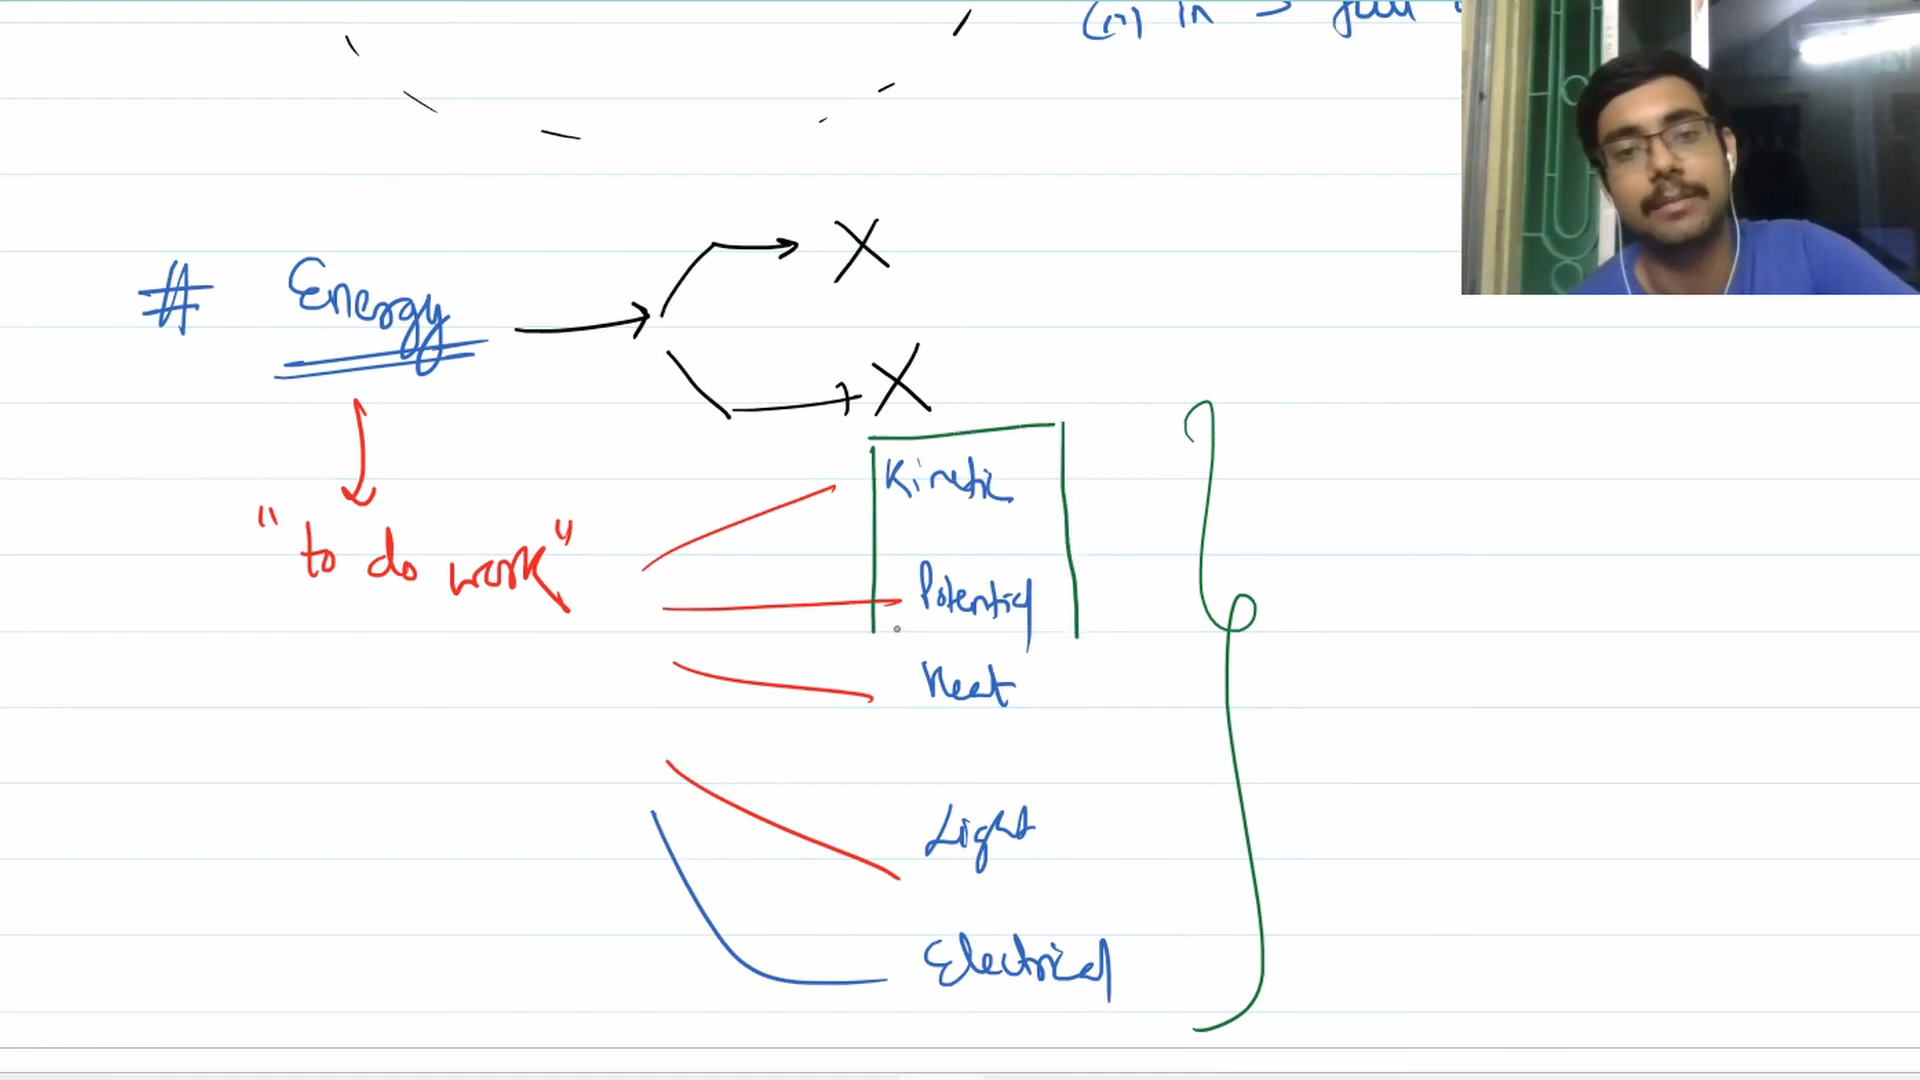 # Energy
X
X
"to do work"
Kinetic
Potential
Heat
Light
Electrical